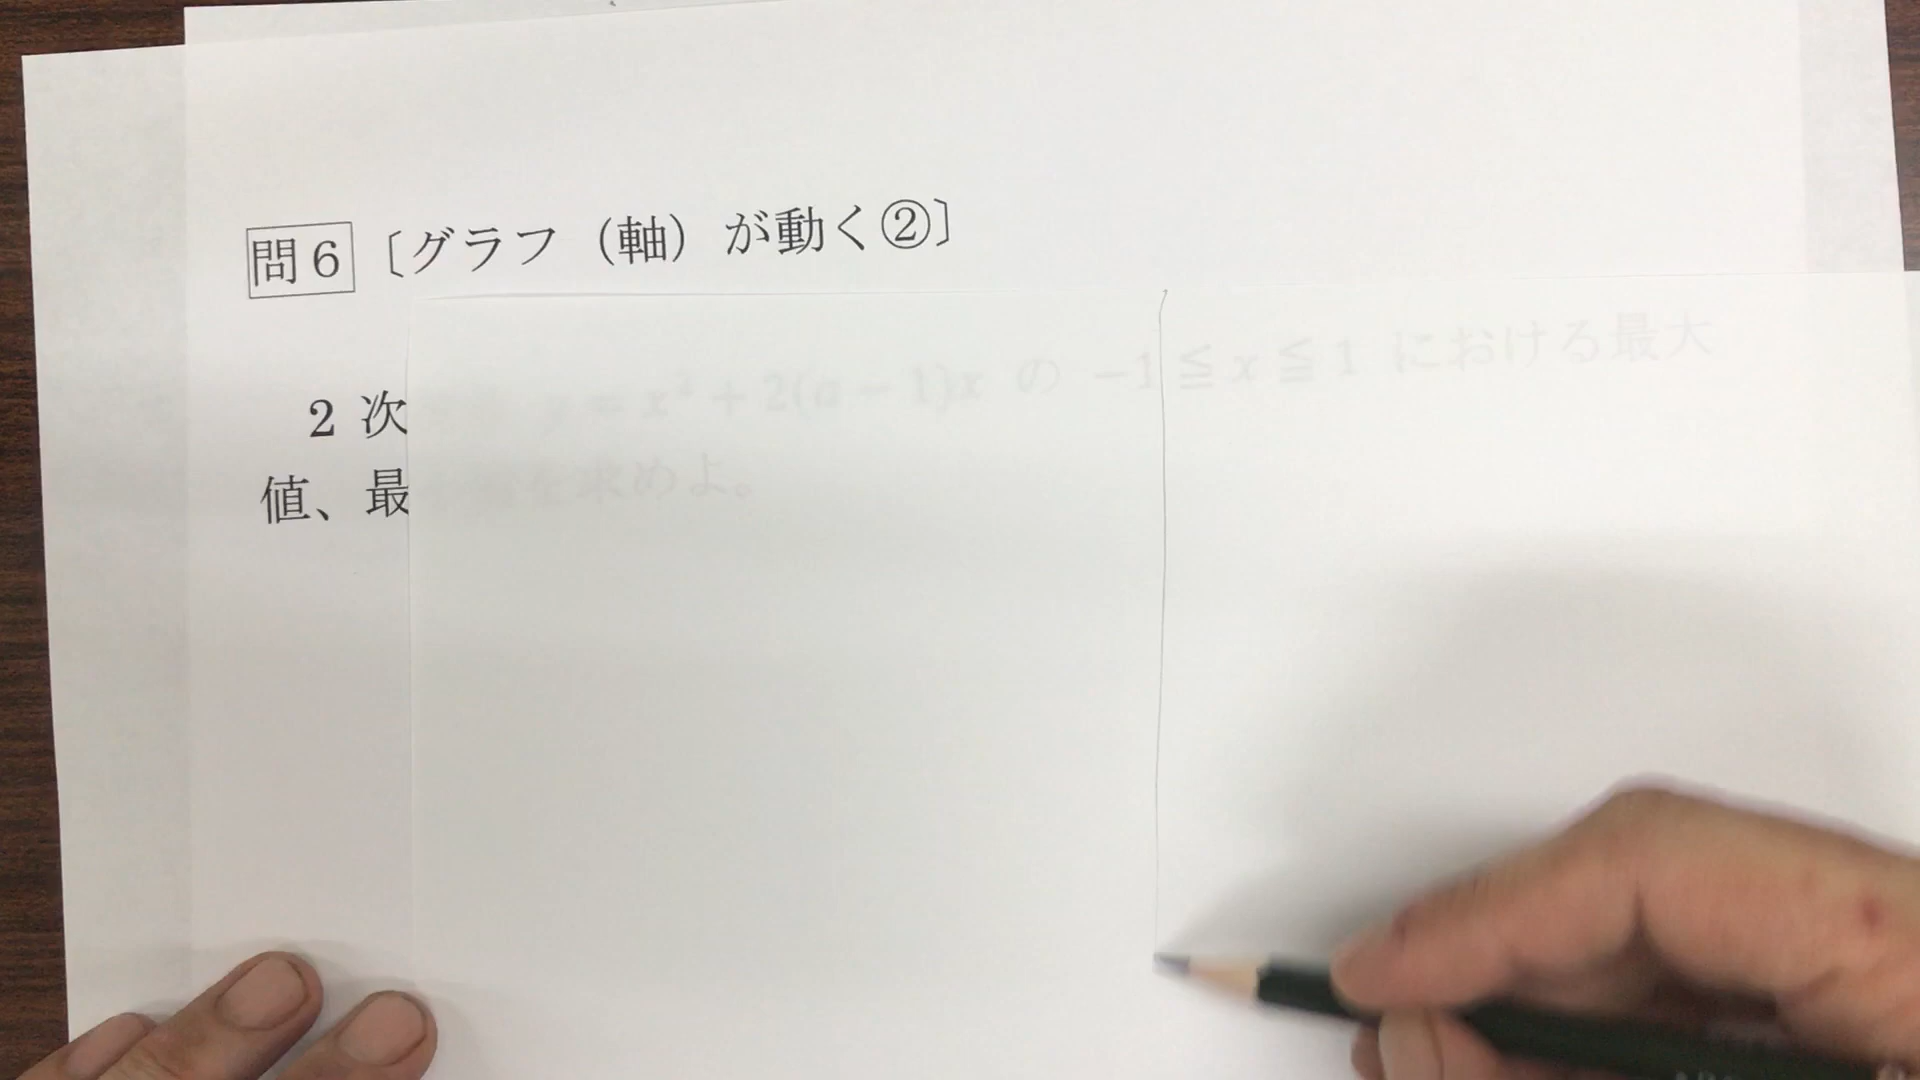 問6〔グラフ(軸)が動く②〕
2 次 = x² + 2(a − 1)x の −1 ≦ x ≦ 1 における最大
値、最 を求めよ。